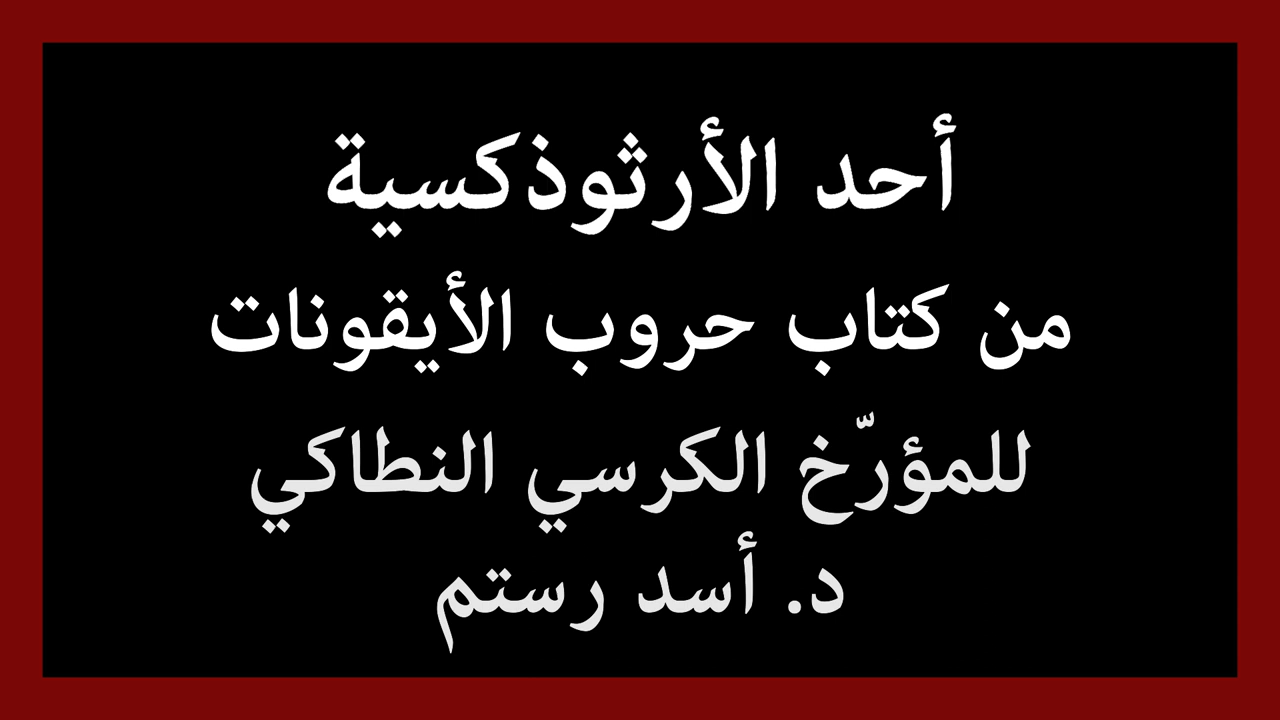 أحد الأرثوذكسية
من كتاب حروب الأيقونات
للمؤرّخ الكرسي النطاكي
د. أسد رستم